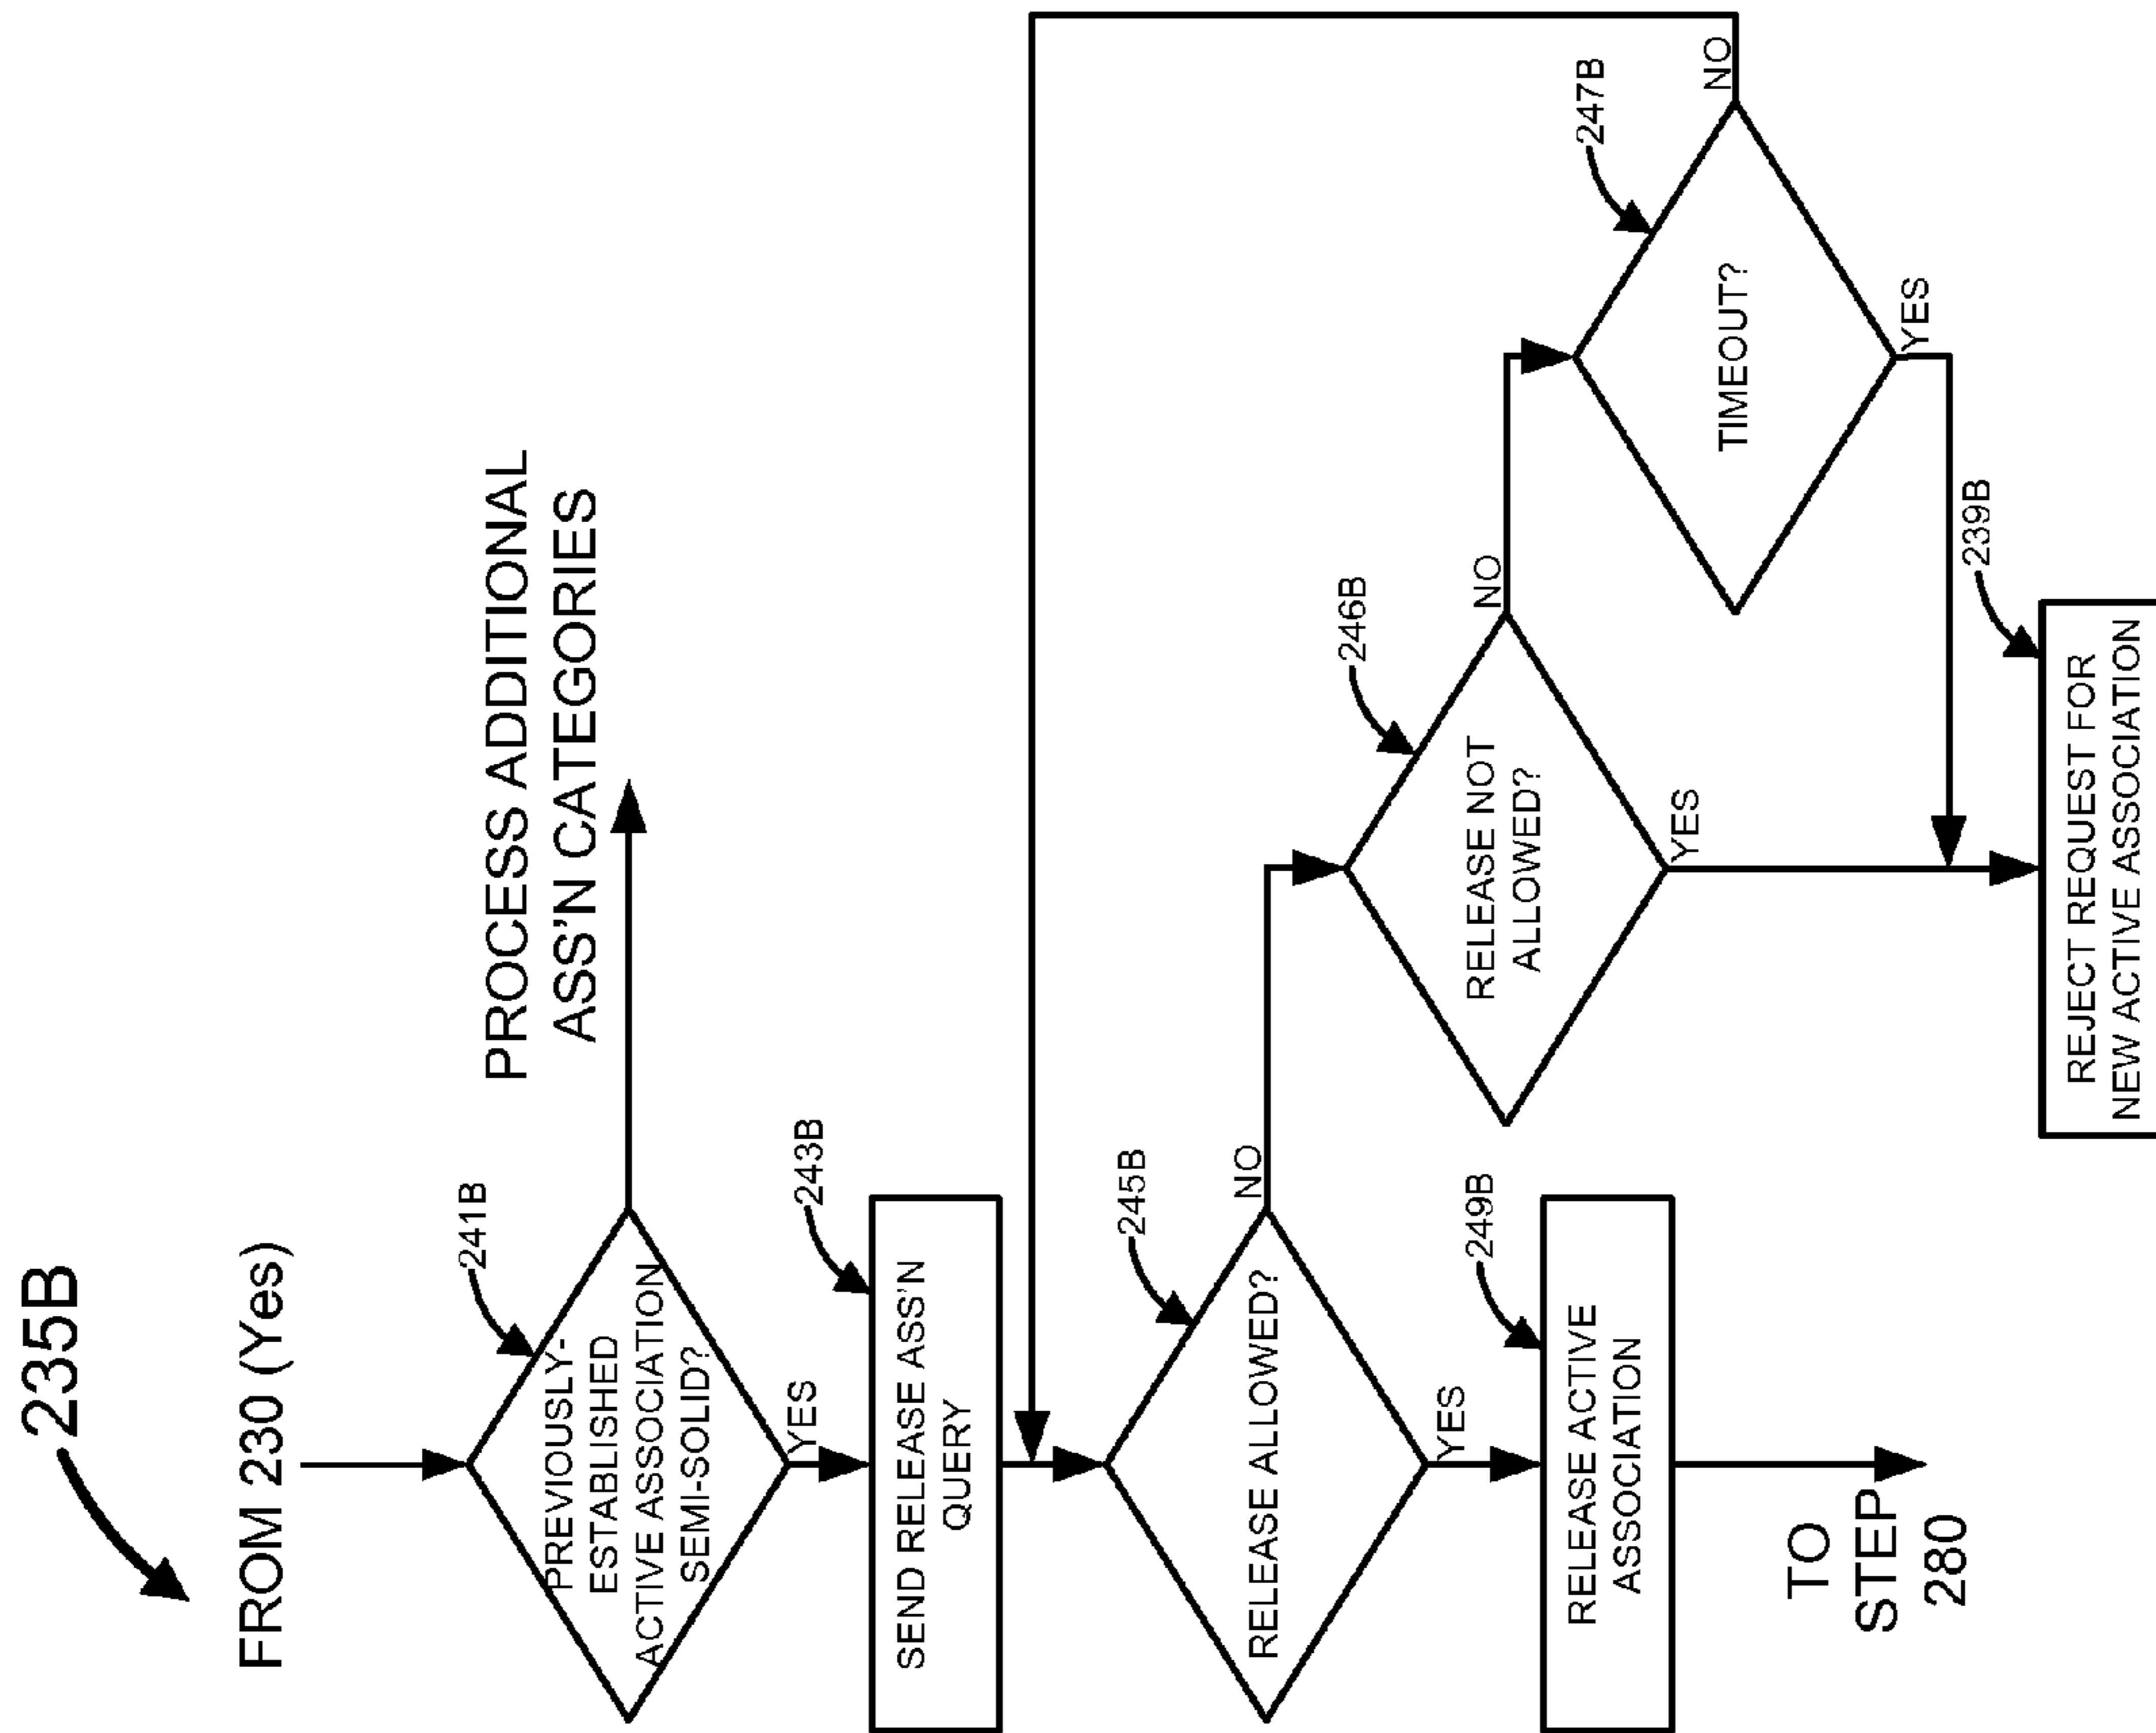 235B
FROM 230 (Yes)
241B
PREVIOUSLY-
ESTABLISHED
ACTIVE ASSOCIATION
SEMI-SOLID?
PROCESS ADDITIONAL
ASS'N CATEGORIES
YES
243B
SEND RELEASE ASS'N
QUERY
245B
RELEASE ALLOWED?
NO
YES
246B
RELEASE NOT
ALLOWED?
NO
YES
247B
TIMEOUT?
NO
YES
249B
RELEASE ACTIVE
ASSOCIATION
TO
STEP
280
239B
REJECT REQUEST FOR
NEW ACTIVE ASSOCIATION